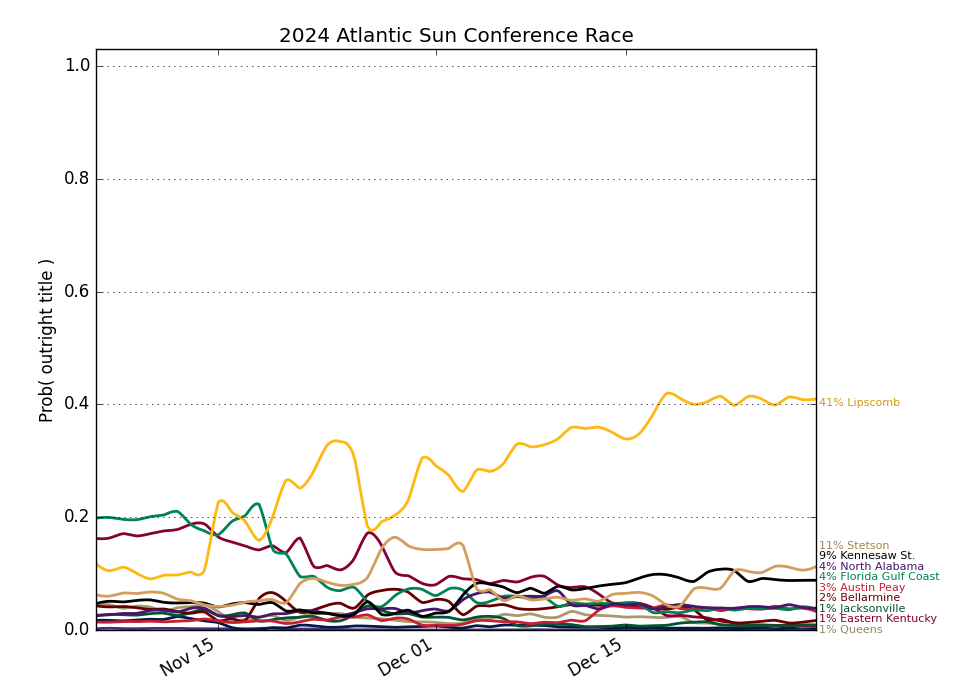 2024 Atlantic Sun Conference Race
Prob( outright title )
1.0
0.8
0.6
0.4
0.2
0.0
Nov 15
Dec 01
Dec 15
41% Lipscomb
11% Stetson
9% Kennesaw St.
4% North Alabama
4% Florida Gulf Coast
3% Austin Peay
2% Bellarmine
1% Jacksonville
1% Eastern Kentucky
1% Queens